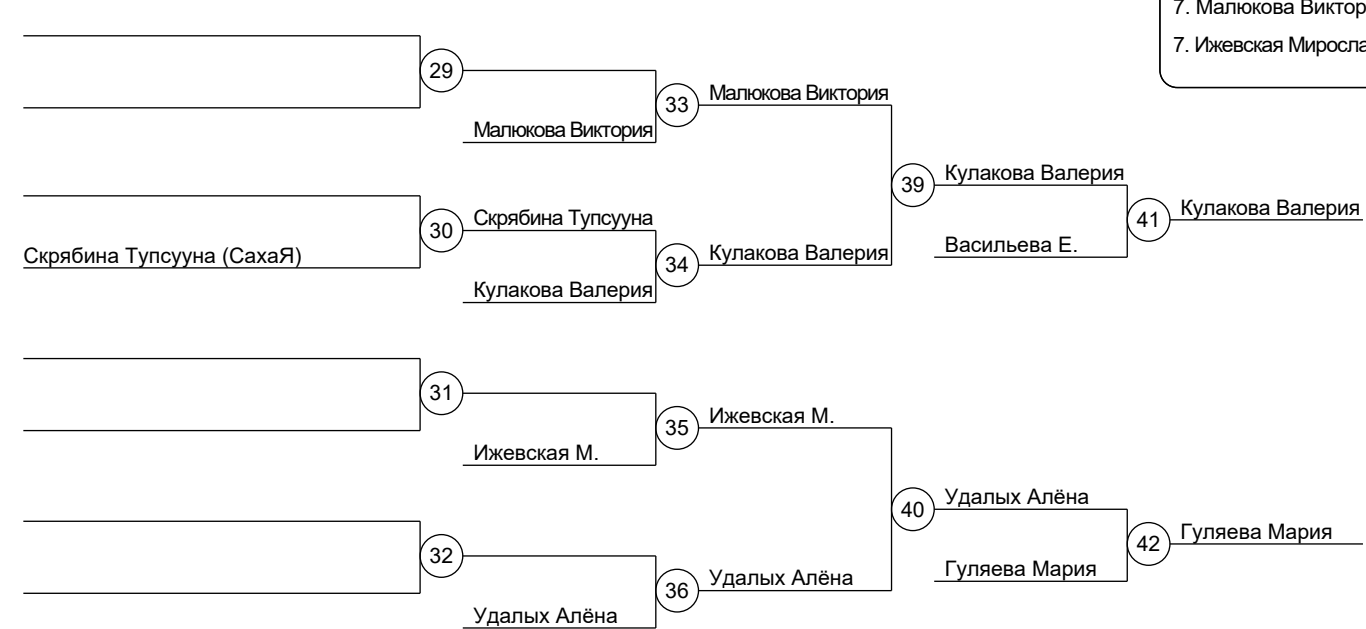 7. Малюкова Виктор
7. Ижевская Миросла
29
33
Малюкова Виктория
Малюкова Виктория
39
Кулакова Валерия
41
Кулакова Валерия
30
Скрябина Тупсууна
34
Кулакова Валерия
Васильева Е.
Скрябина Тупсууна (СахаЯ)
Кулакова Валерия
31
35
Ижевская М.
Ижевская М.
40
Удалых Алёна
42
Гуляева Мария
32
36
Удалых Алёна
Гуляева Мария
Удалых Алёна